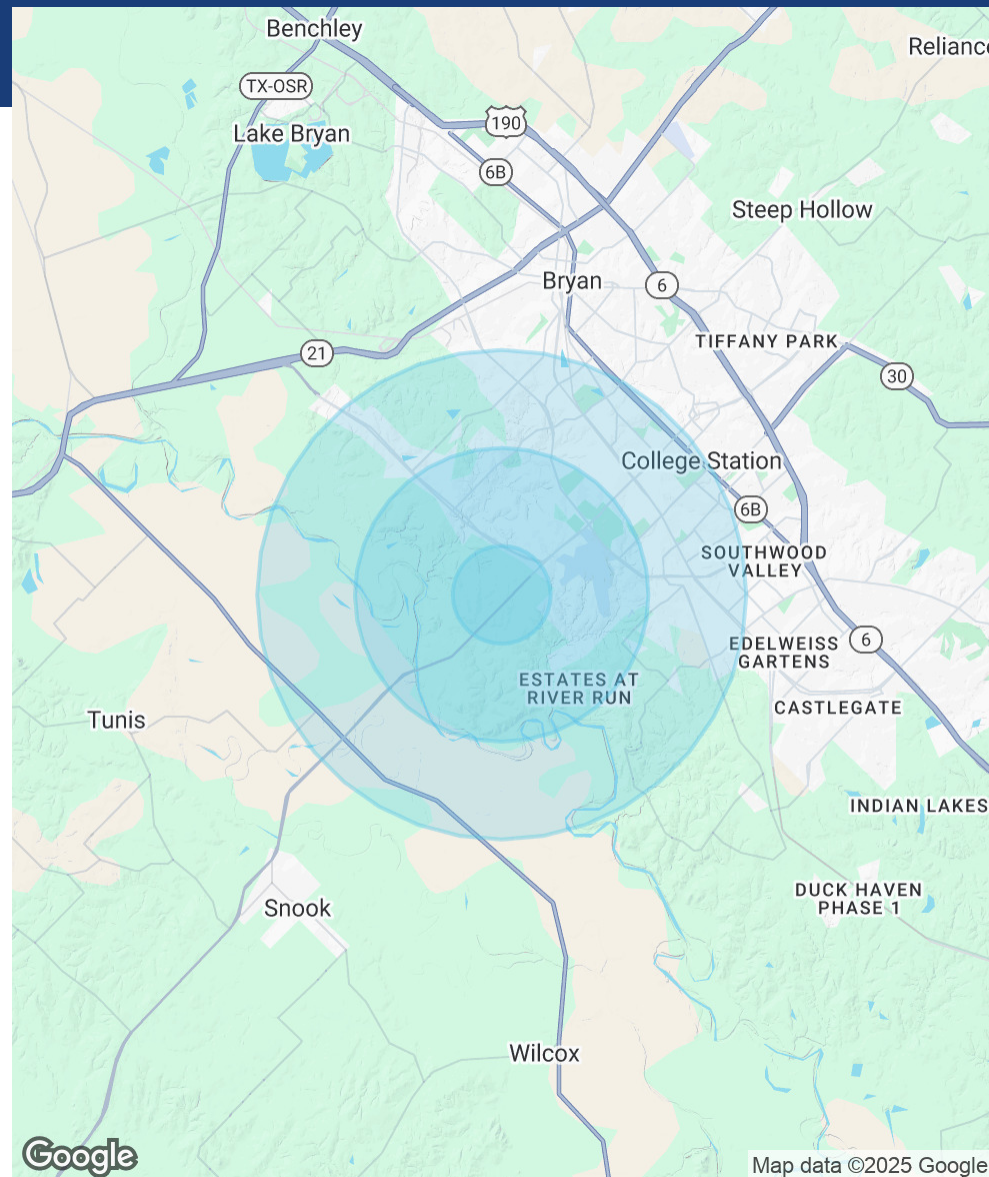 Benchley
Reliance
TX-OSR
Lake Bryan
190
6B
Steep Hollow
Bryan
6
TIFFANY PARK
21
30
College Station
6B
SOUTHWOOD
VALLEY
EDELWEISS
GARTENS
6
ESTATES AT
RIVER RUN
CASTLEGATE
Tunis
INDIAN LAKES
DUCK HAVEN
PHASE 1
Snook
Wilcox
Google
Map data ©2025 Google